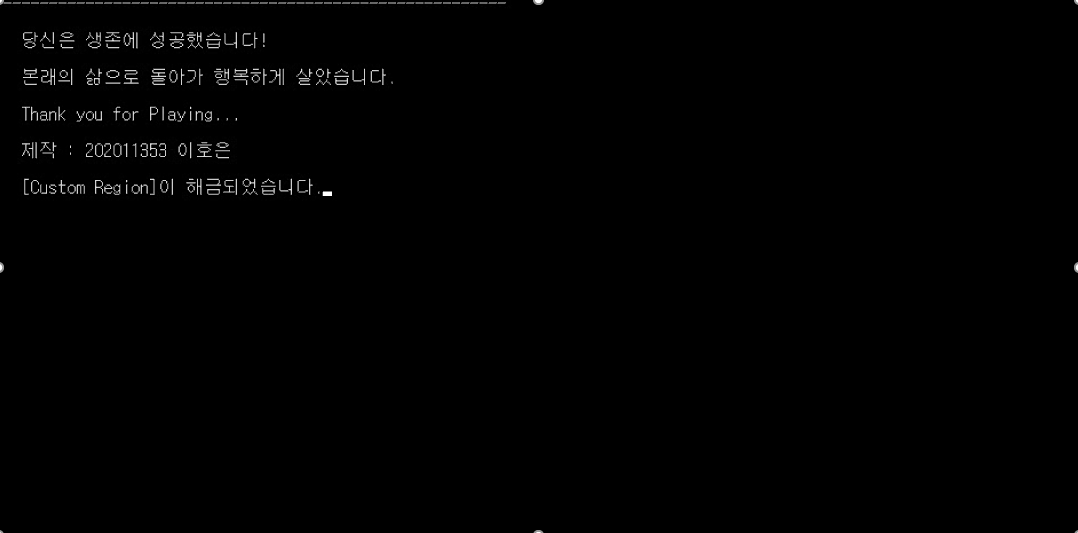 당신은 생존에 성공했습니다!
본래의 삶으로 돌아가 행복하게 살았습니다.
Thank you for Playing...
제작 : 202011353 이호은
[Custom Region]이 해금되었습니다.